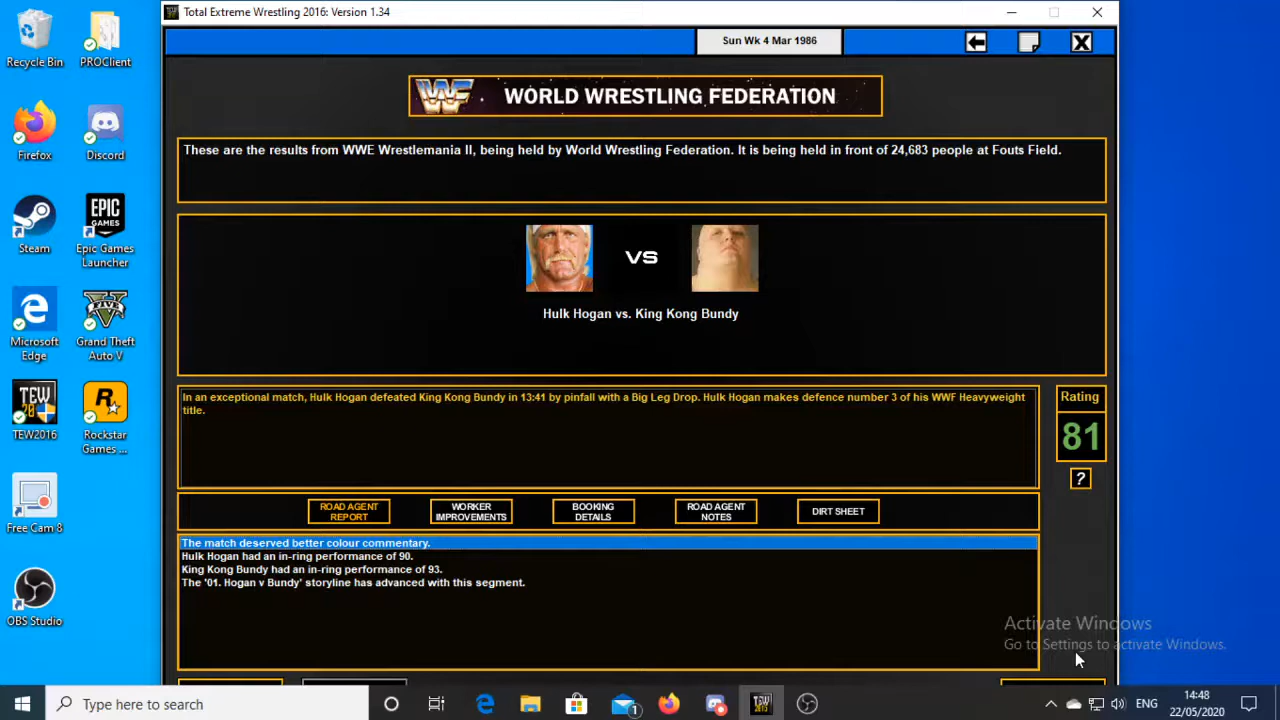 Total Extreme Wrestling 2016: Version 1.34
Sun Wk 4 Mar 1986
WORLD WRESTLING FEDERATION
These are the results from WWE Wrestlemania II, being held by World Wrestling Federation. It is being held in front of 24,683 people at Fouts Field.
VS
Hulk Hogan vs. King Kong Bundy
In an exceptional match, Hulk Hogan defeated King Kong Bundy in 13:41 by pinfall with a Big Leg Drop. Hulk Hogan makes defence number 3 of his WWF Heavyweight
title.
Rating
81
?
ROAD AGENT
REPORT
WORKER
IMPROVEMENTS
BOOKING
DETAILS
ROAD AGENT
NOTES
DIRT SHEET
The match deserved better colour commentary.
Hulk Hogan had an in-ring performance of 90.
King Kong Bundy had an in-ring performance of 93.
The '01. Hogan v Bundy' storyline has advanced with this segment.
Recycle Bin
PROClient
Firefox
Discord
Steam
EPIC
GAMES
Epic Games
Launcher
Microsoft
Edge
FIVE
Grand Theft
Auto V
TEW
TEW2016
Rockstar
Games ...
Free Cam 8
OBS Studio
Activate Windows
Go to Settings to activate Windows.
Type here to search
1
ENG
14:48
22/05/2020